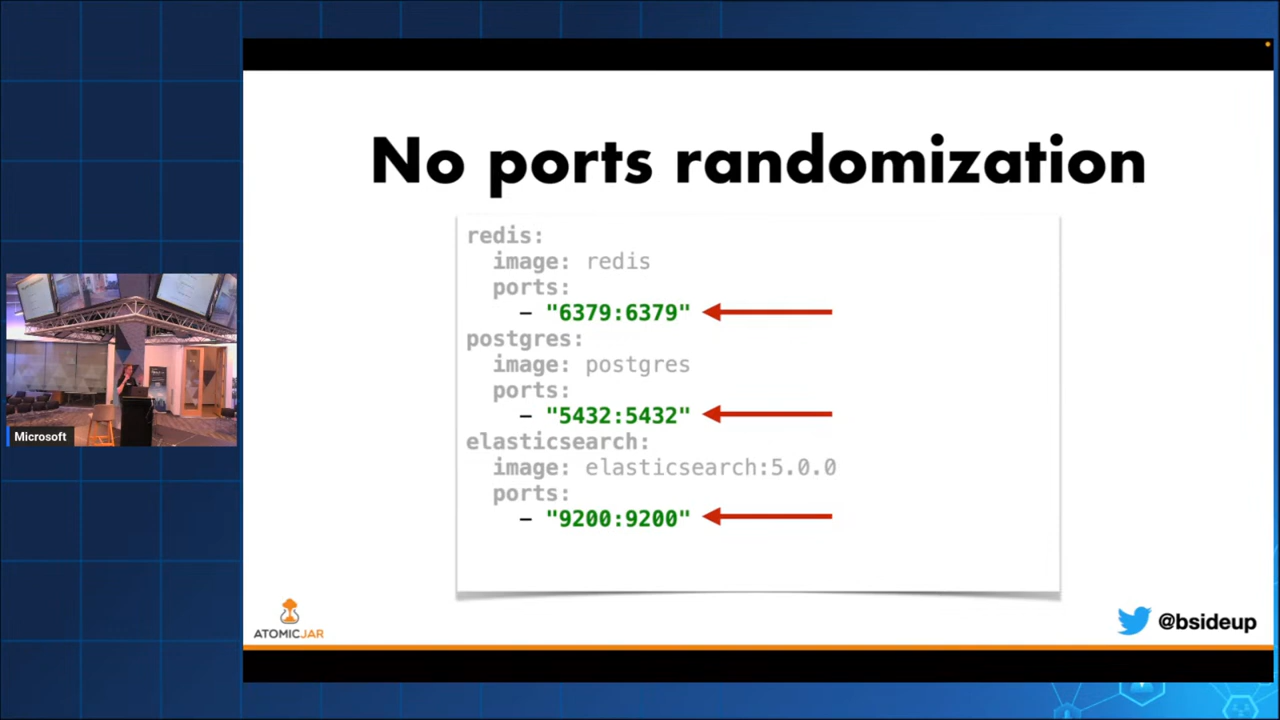 No ports randomization
redis:
image: redis
ports:
– "6379:6379"
postgres:
image: postgres
ports:
– "5432:5432"
elasticsearch:
image: elasticsearch:5.0.0
ports:
– "9200:9200"
Microsoft
ATOMICJAR
@bsideup